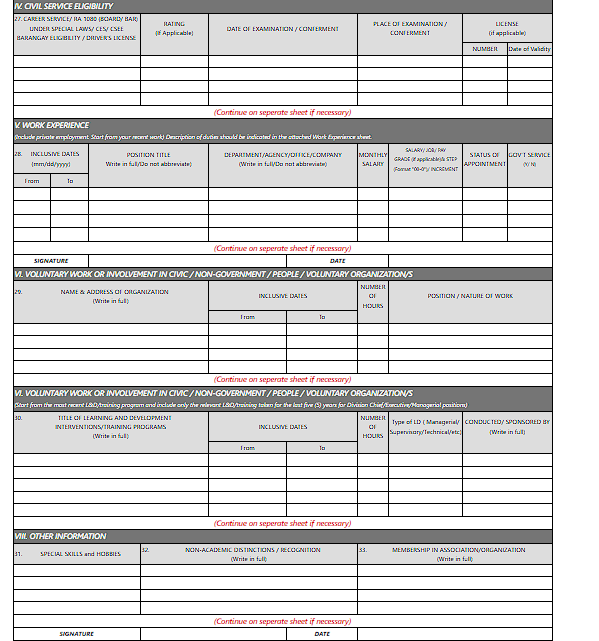 IV. CIVIL SERVICE ELIGIBILITY
27. CAREER SERVICE/ RA 1080 (BOARD/ BAR)
UNDER SPECIAL LAWS/ CES/ CSEE
BARANGAY ELIGIBILITY / DRIVER'S LICENSE
RATING
(If Applicable)
DATE OF EXAMINATION / CONFERMENT
PLACE OF EXAMINATION /
CONFERMENT
LICENSE
(if applicable)
NUMBER
Date of Validity
(Continue on seperate sheet if necessary)
V. WORK EXPERIENCE
(Include private employment. Start from your recent work) Description of duties should be indicated in the attached Work Experience sheet.
28. INCLUSIVE DATES
(mm/dd/yyyy)
POSITION TITLE
(Write in full/Do not abbreviate)
DEPARTMENT/AGENCY/OFFICE/COMPANY
(Write in full/Do not abbreviate)
MONTHLY
SALARY
SALARY/ JOB/ PAY
GRADE (if applicable)& STEP
(Format "00-0")/ INCREMENT
STATUS OF
APPOINTMENT
GOV'T SERVICE
(Y/ N)
From
To
(Continue on seperate sheet if necessary)
SIGNATURE
DATE
VI. VOLUNTARY WORK OR INVOLVEMENT IN CIVIC / NON-GOVERNMENT / PEOPLE / VOLUNTARY ORGANIZATION/S
29. NAME & ADDRESS OF ORGANIZATION
(Write in full)
INCLUSIVE DATES
NUMBER
OF
HOURS
POSITION / NATURE OF WORK
From
To
(Continue on seperate sheet if necessary)
VI. VOLUNTARY WORK OR INVOLVEMENT IN CIVIC / NON-GOVERNMENT / PEOPLE / VOLUNTARY ORGANIZATION/S
(Start from the most recent L&D/training program and include only the relevant L&D/training taken for the last five (5) years for Division Chief/Executive/Managerial positions)
30. TITLE OF LEARNING AND DEVELOPMENT
INTERVENTIONS/TRAINING PROGRAMS
(Write in full)
INCLUSIVE DATES
NUMBER
OF
HOURS
Type of LD ( Managerial/
Supervisory/Technical/etc)
CONDUCTED/ SPONSORED BY
(Write in full)
From
To
(Continue on seperate sheet if necessary)
VIII. OTHER INFORMATION
31. SPECIAL SKILLS and HOBBIES
32. NON-ACADEMIC DISTINCTIONS / RECOGNITION
(Write in full)
33. MEMBERSHIP IN ASSOCIATION/ORGANIZATION
(Write in full)
(Continue on seperate sheet if necessary)
SIGNATURE
DATE